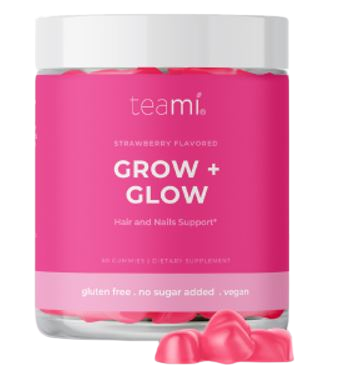 teami®
STRAWBERRY FLAVORED
GROW +
GLOW
Hair and Nails Support*
60 GUMMIES | DIETARY SUPPLEMENT
gluten free . no sugar added . vegan